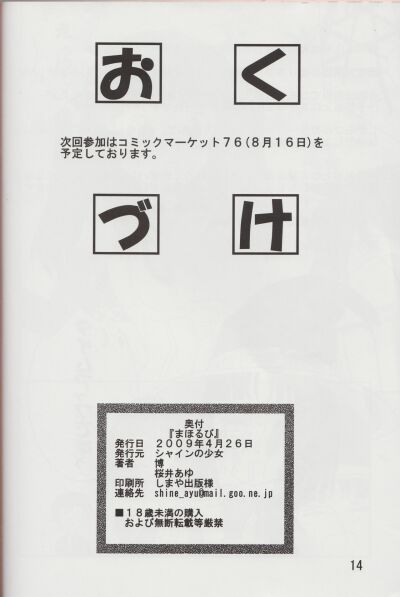 おく
次回参加はコミックマーケット７６(８月１６日)を
予定しております。
づけ
奥付
『まほるび』
発行日　２００９年４月２６日
発行元　シャインの少女
著者　　博
桜井あゆ
印刷所　しまや出版様
連絡先　shine_ayu@mail.goo.ne.jp
■１８歳未満の購入
および無断転載等厳禁
14